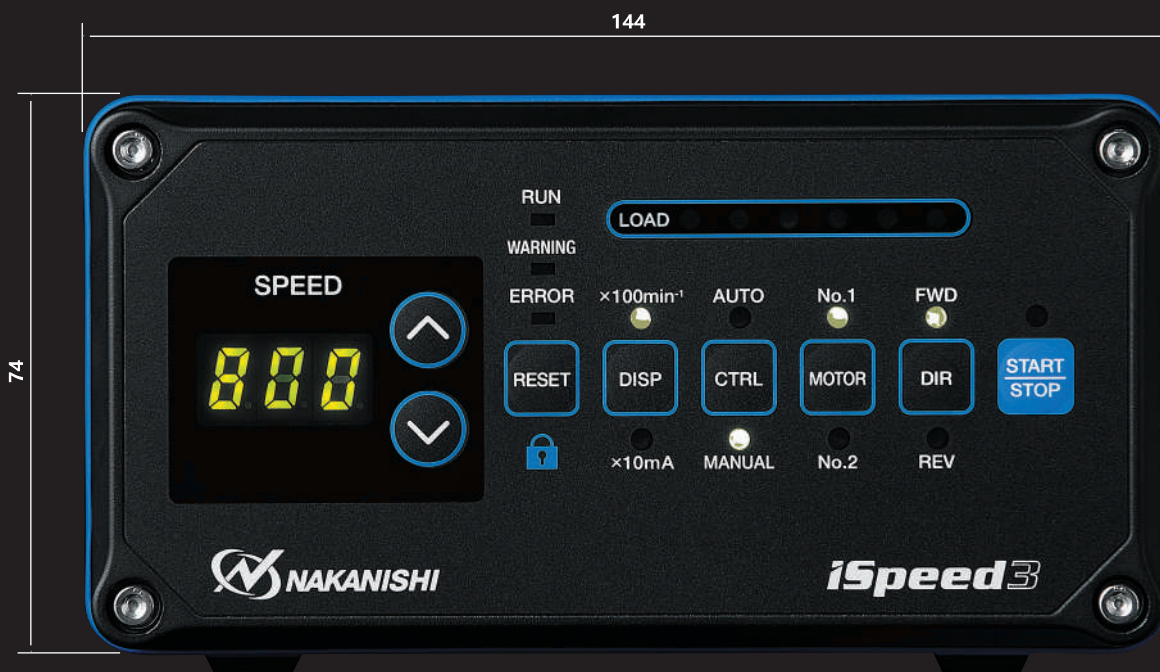 144
74
RUN
LOAD
WARNING
ERROR
×100min⁻¹
AUTO
No.1
FWD
SPEED
800
RESET
DISP
CTRL
MOTOR
DIR
START
STOP
×10mA
MANUAL
No.2
REV
NAKANISHI
iSpeed3